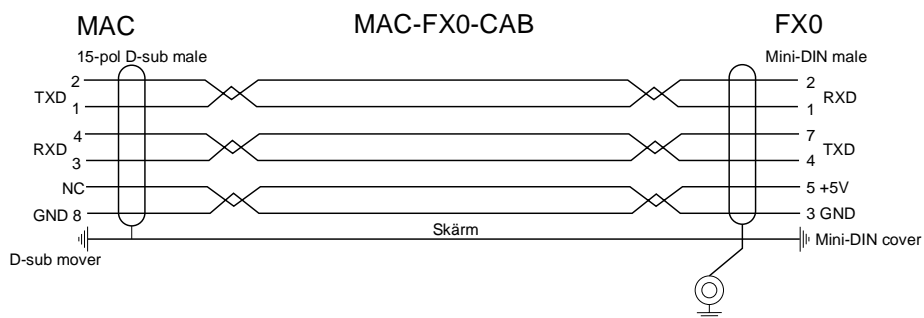 MAC MAC-FX0-CAB FX0
15-pol D-sub male Mini-DIN male
2 2
TXD RXD
1 1
4 7
RXD TXD
3 4
NC 5 +5V
GND 8 3 GND
Skärm
D-sub mover Mini-DIN cover